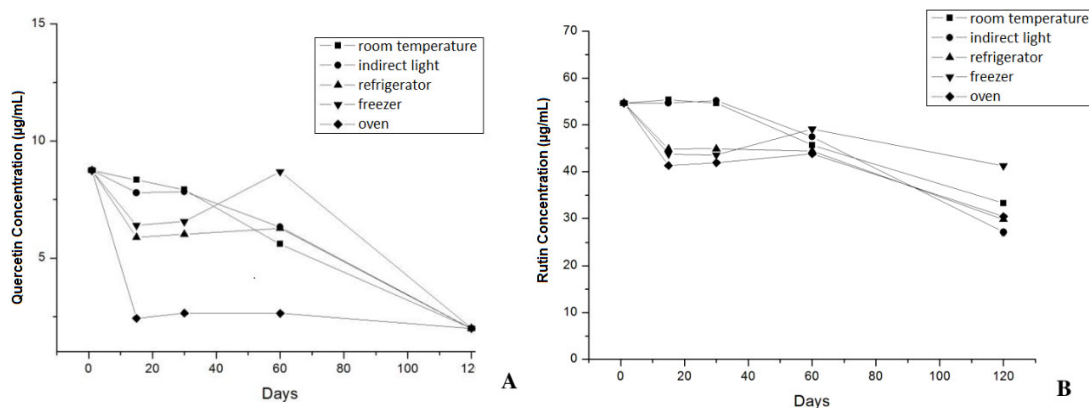 15
10
5
Quercetin Concentration (µg/mL)
room temperature
indirect light
refrigerator
freezer
oven
0
20
40
60
80
100
12
Days
A
70
60
50
40
30
20
10
0
Rutin Concentration (µg/mL)
room temperature
indirect light
refrigerator
freezer
oven
0
20
40
60
80
100
120
Days
B